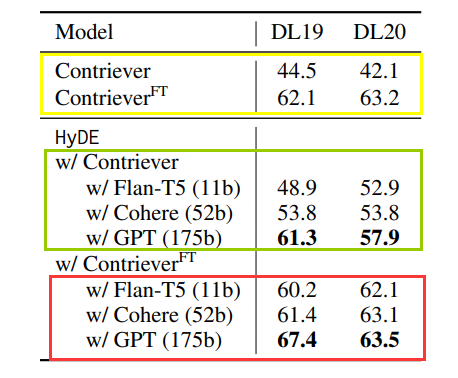 Model DL19 DL20
Contriever 44.5 42.1
Contriever^FT 62.1 63.2
HyDE
w/ Contriever
w/ Flan-T5 (11b) 48.9 52.9
w/ Cohere (52b) 53.8 53.8
w/ GPT (175b) 61.3 57.9
w/ Contriever^FT
w/ Flan-T5 (11b) 60.2 62.1
w/ Cohere (52b) 61.4 63.1
w/ GPT (175b) 67.4 63.5